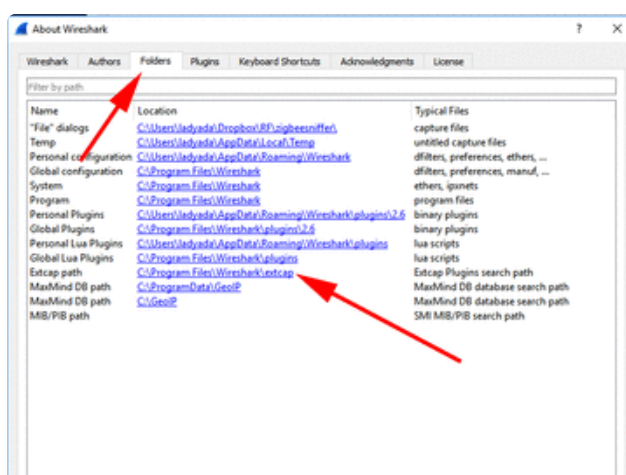 About Wireshark ? ×
Wireshark Authors Folders Plugins Keyboard Shortcuts Acknowledgments License
Filter by path
Name Location Typical Files
"File" dialogs C:\Users\ladyada\Dropbox\RF\zigbeesniffer\ capture files
Temp C:\Users\ladyada\AppData\Local\Temp untitled capture files
Personal configuration C:\Users\ladyada\AppData\Roaming\Wireshark dfilters, preferences, ethers, ...
Global configuration C:\Program Files\Wireshark dfilters, preferences, manuf, ...
System C:\Program Files\Wireshark ethers, ipxnets
Program C:\Program Files\Wireshark program files
Personal Plugins C:\Users\ladyada\AppData\Roaming\Wireshark\plugins\2.6 binary plugins
Global Plugins C:\Program Files\Wireshark\plugins\2.6 binary plugins
Personal Lua Plugins C:\Users\ladyada\AppData\Roaming\Wireshark\plugins lua scripts
Global Lua Plugins C:\Program Files\Wireshark\plugins lua scripts
Extcap path C:\Program Files\Wireshark\extcap Extcap Plugins search path
MaxMind DB path C:\ProgramData\GeoIP MaxMind DB database search path
MaxMind DB path C:\GeoIP MaxMind DB database search path
MIB/PIB path SMI MIB/PIB search path